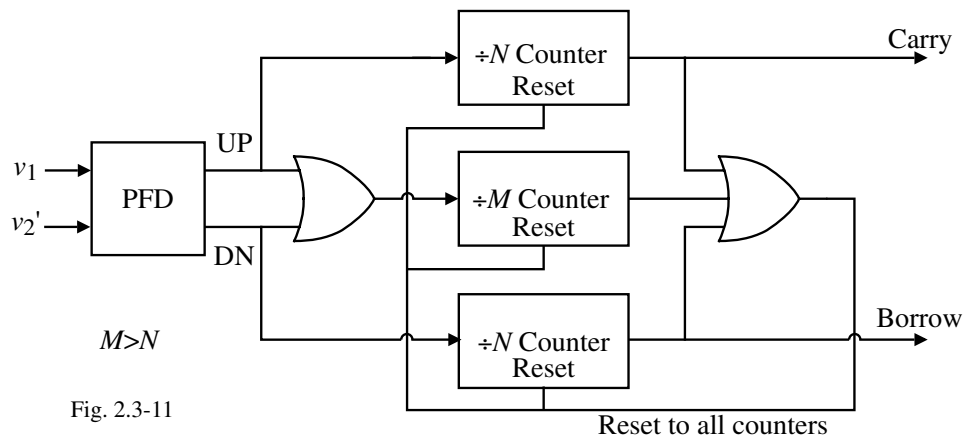 ÷N Counter
Reset
Carry
UP
v1
v2'
PFD
DN
÷M Counter
Reset
M>N
÷N Counter
Reset
Borrow
Fig. 2.3-11
Reset to all counters